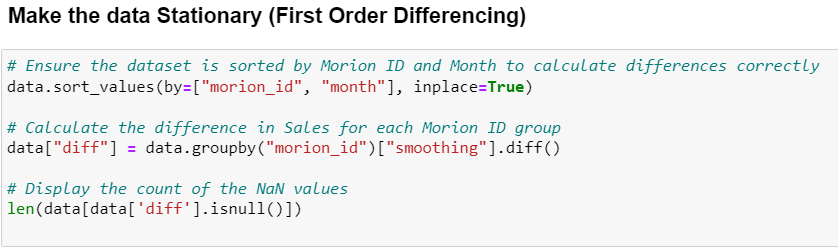 Make the data Stationary (First Order Differencing)
# Ensure the dataset is sorted by Morion ID and Month to calculate differences correctly
data.sort_values(by=["morion_id", "month"], inplace=True)
# Calculate the difference in Sales for each Morion ID group
data["diff"] = data.groupby("morion_id")["smoothing"].diff()
# Display the count of the NaN values
len(data[data['diff'].isnull()])